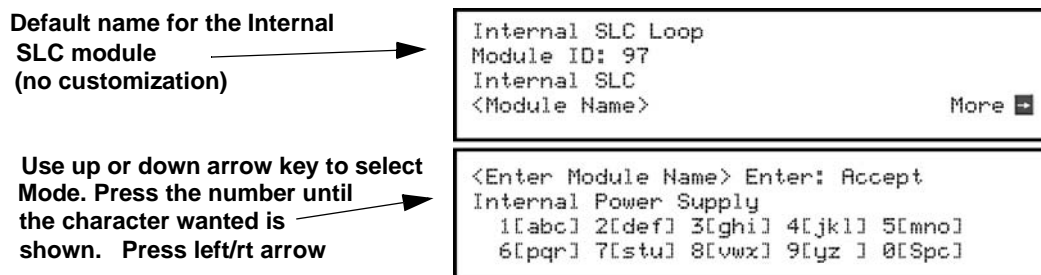 Default name for the Internal
SLC module
(no customization)
Internal SLC Loop
Module ID: 97
Internal SLC
<Module Name> More →
Use up or down arrow key to select
Mode. Press the number until
the character wanted is
shown. Press left/rt arrow
<Enter Module Name> Enter: Accept
Internal Power Supply
1[abc] 2[def] 3[ghi] 4[jkl] 5[mno]
6[pqr] 7[stu] 8[vwx] 9[yz ] 0[Spc]